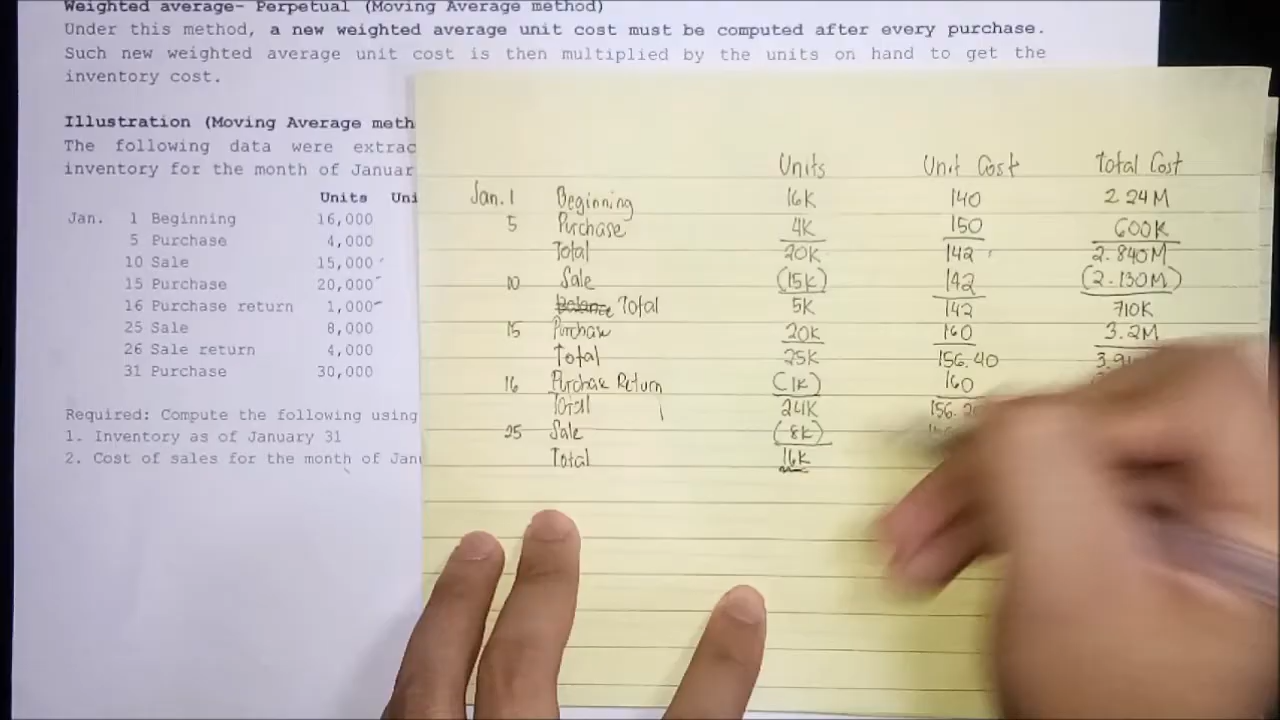 Weighted average- Perpetual (Moving Average method)
Under this method, a new weighted average unit cost must be computed after every purchase.
Such new weighted average unit cost is then multiplied by the units on hand to get the
inventory cost.
Illustration (Moving Average meth
The following data were extrac
inventory for the month of Januar
Units Uni
Jan. 1 Beginning 16,000
5 Purchase 4,000
10 Sale 15,000
15 Purchase 20,000
16 Purchase return 1,000
25 Sale 8,000
26 Sale return 4,000
31 Purchase 30,000
Required: Compute the following using
1. Inventory as of January 31
2. Cost of sales for the month of Jan
Units Unit Cost Total Cost
Jan. 1 Beginning 16K 140 2.24M
5 Purchase 4K 150 600K
Total 20K 142 2.840M
10 Sale (15K) 142 (2.130M)
Balance Total 5K 142 710K
15 Purchase 20K 160 3.2M
Total 25K 156.40 3.9
16 Purchase Return (1K) 160
Total 24K 156.
25 Sale (8K)
Total 16K